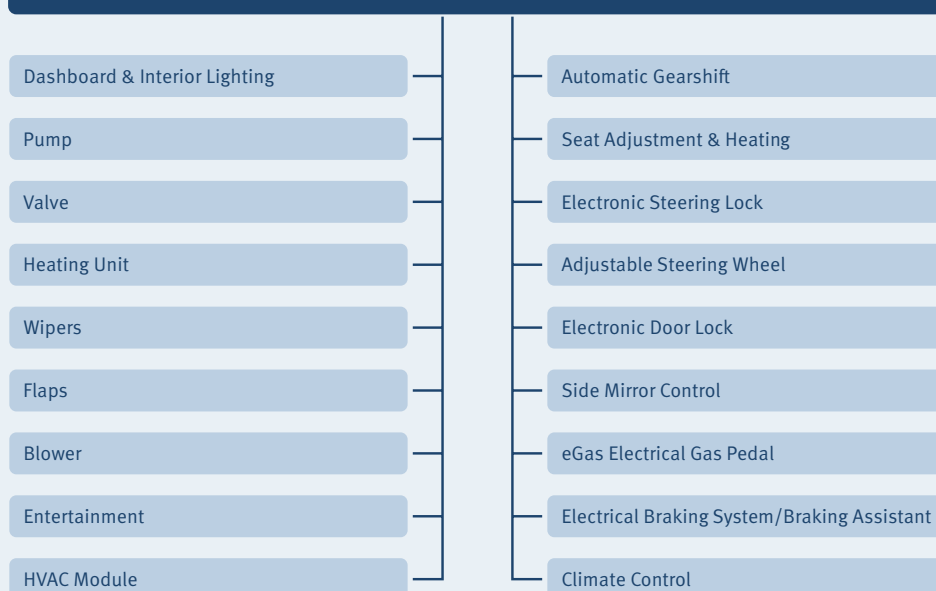 Dashboard & Interior Lighting
Pump
Valve
Heating Unit
Wipers
Flaps
Blower
Entertainment
HVAC Module
Automatic Gearshift
Seat Adjustment & Heating
Electronic Steering Lock
Adjustable Steering Wheel
Electronic Door Lock
Side Mirror Control
eGas Electrical Gas Pedal
Electrical Braking System/Braking Assistant
Climate Control